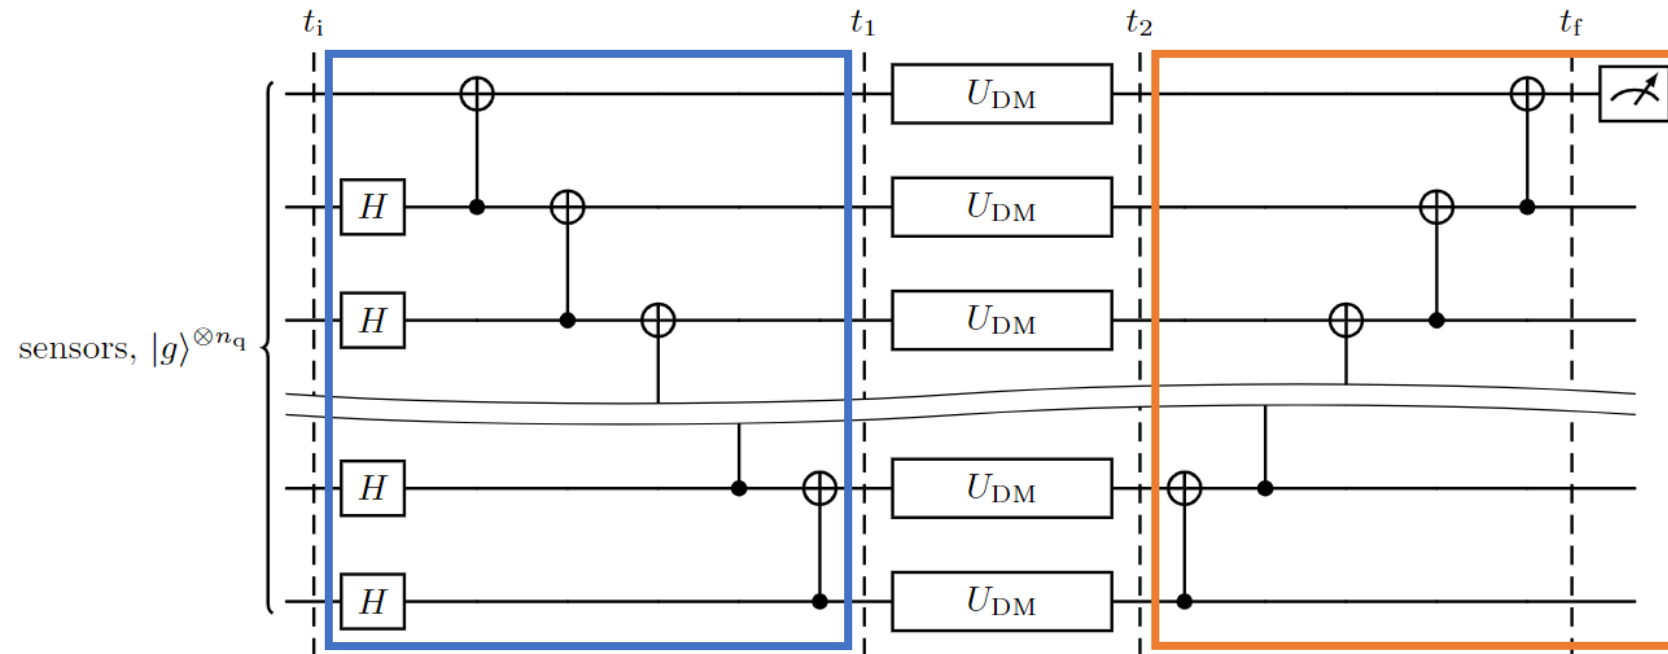 t_i t_1 t_2 t_f
U_DM
H U_DM
H U_DM
sensors, |g⟩^{⊗n_q}
H U_DM
H U_DM